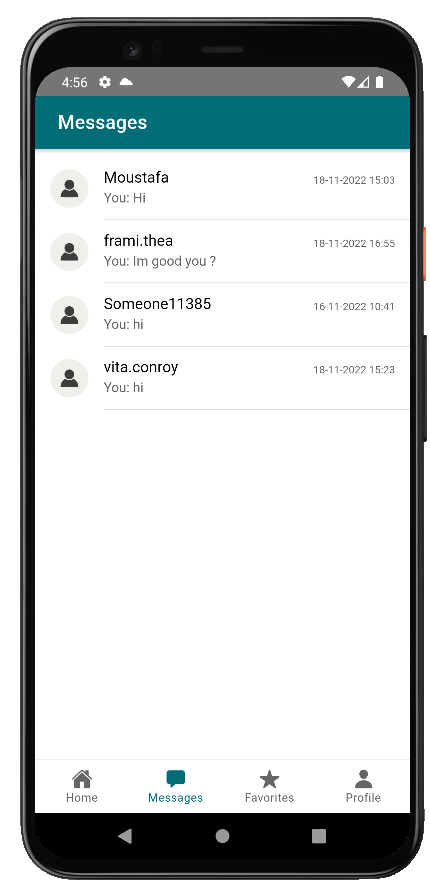 4:56
Messages
Moustafa 18-11-2022 15:03
You: Hi
frami.thea 18-11-2022 16:55
You: Im good you ?
Someone11385 16-11-2022 10:41
You: hi
vita.conroy 18-11-2022 15:23
You: hi
Home Messages Favorites Profile